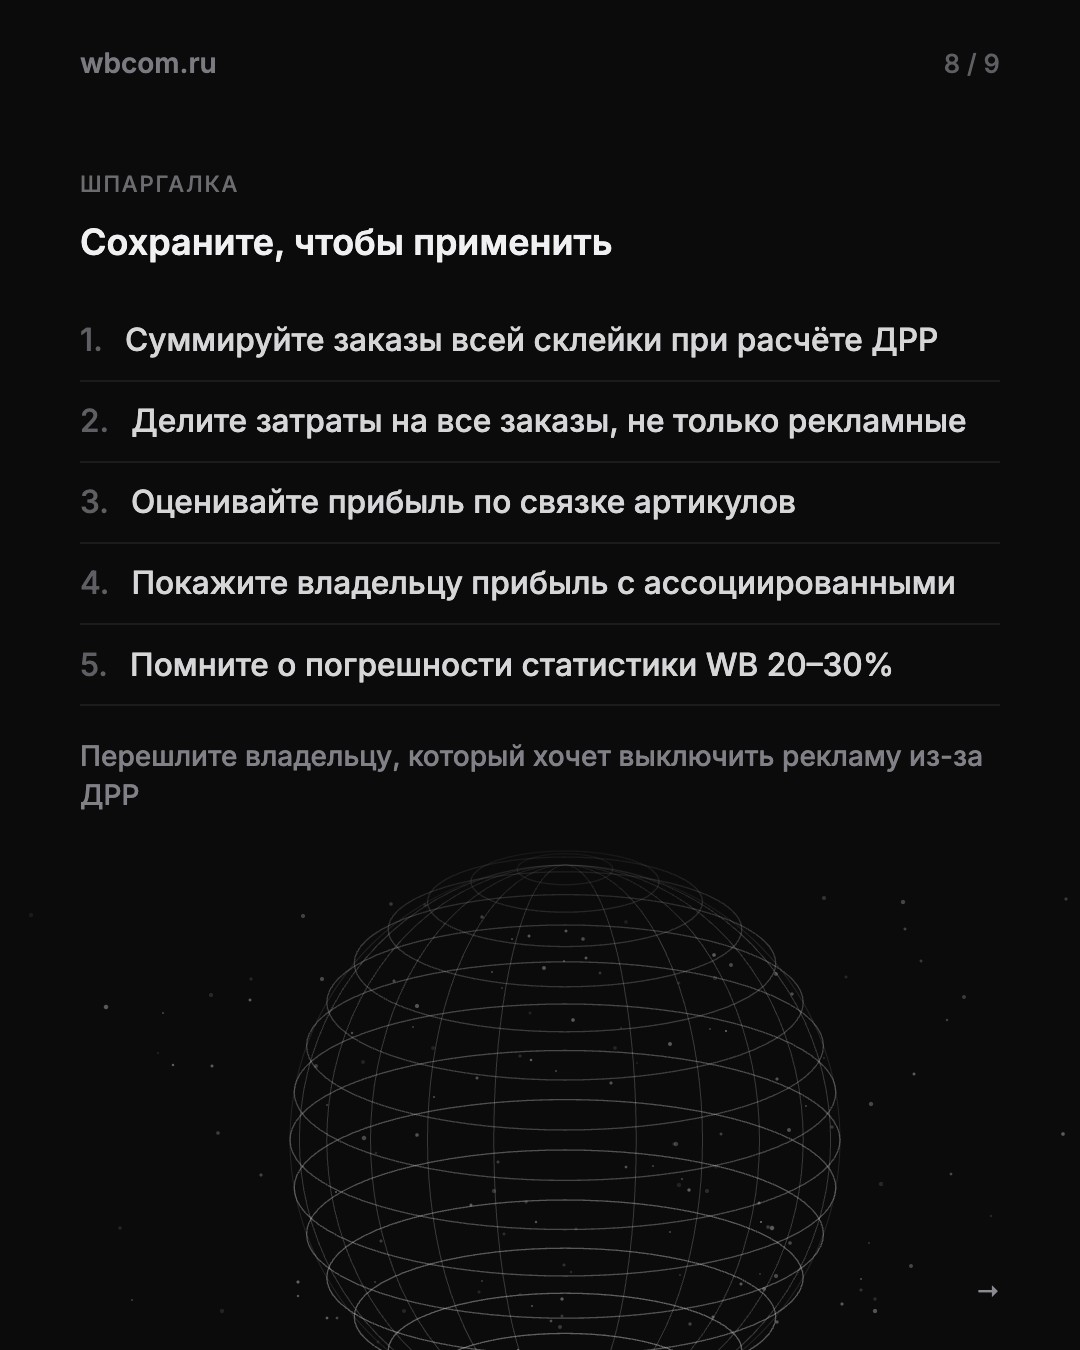 wbcom.ru
8 / 9
ШПАРГАЛКА
Сохраните, чтобы применить
1. Суммируйте заказы всей склейки при расчёте ДРР
2. Делите затраты на все заказы, не только рекламные
3. Оценивайте прибыль по связке артикулов
4. Покажите владельцу прибыль с ассоциированными
5. Помните о погрешности статистики WB 20–30%
Перешлите владельцу, который хочет выключить рекламу из-за
ДРР
→